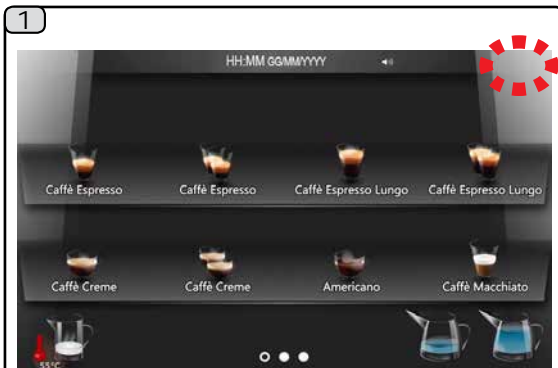 1
HH:MM GG/MM/YYYY
Caffè Espresso Caffè Espresso Caffè Espresso Lungo Caffè Espresso Lungo
Caffè Creme Caffè Creme Americano Caffè Macchiato
55°C